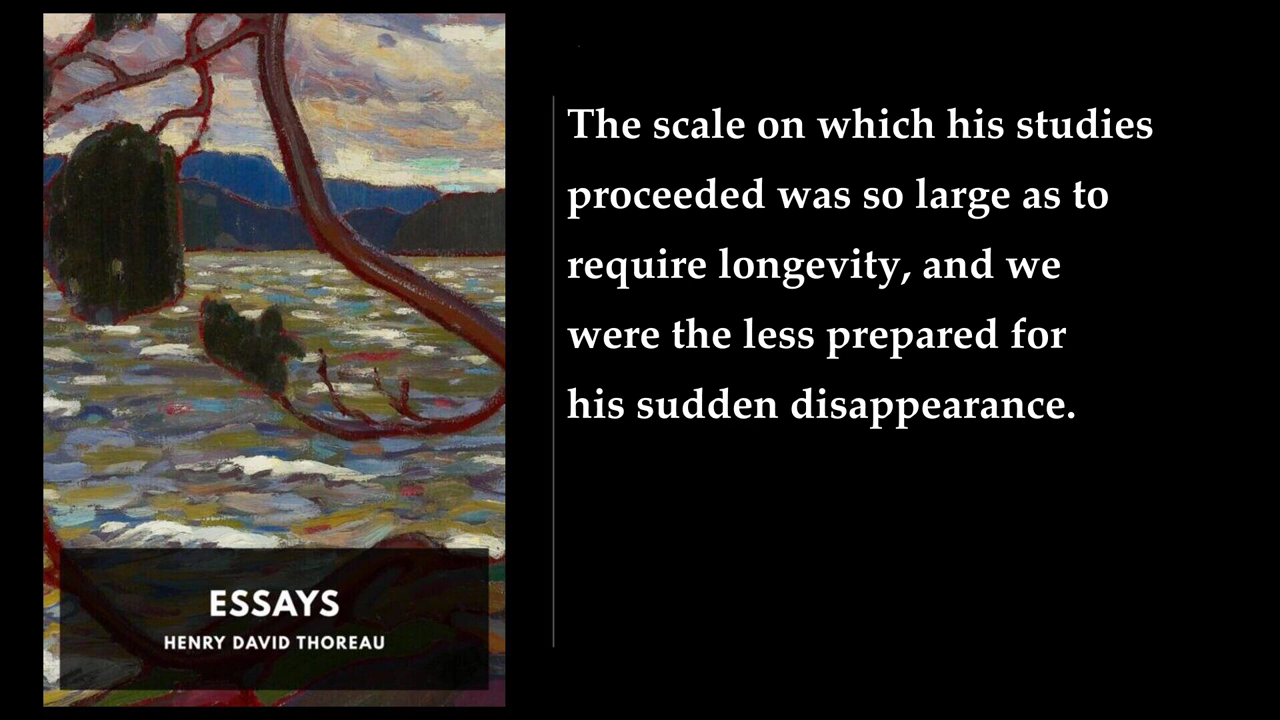 The scale on which his studies
proceeded was so large as to
require longevity, and we
were the less prepared for
his sudden disappearance.
ESSAYS
HENRY DAVID THOREAU